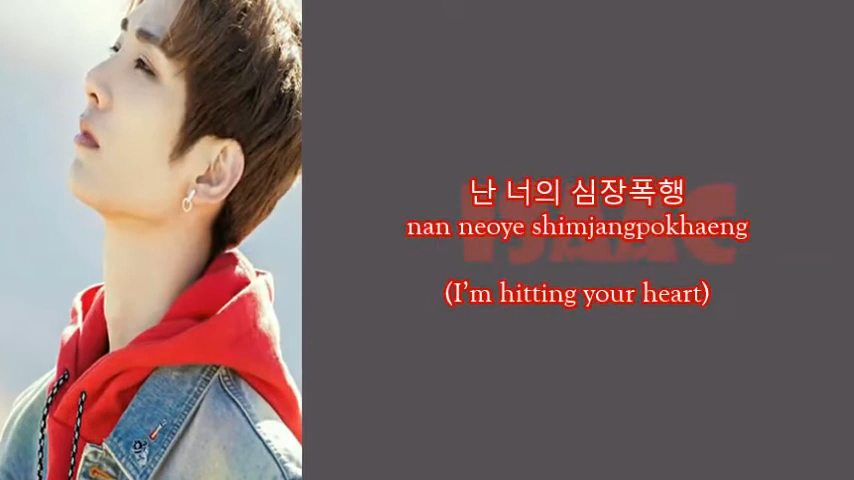 난 너의 심장폭행
nan neoye shimjangpokhaeng
(I'm hitting your heart)